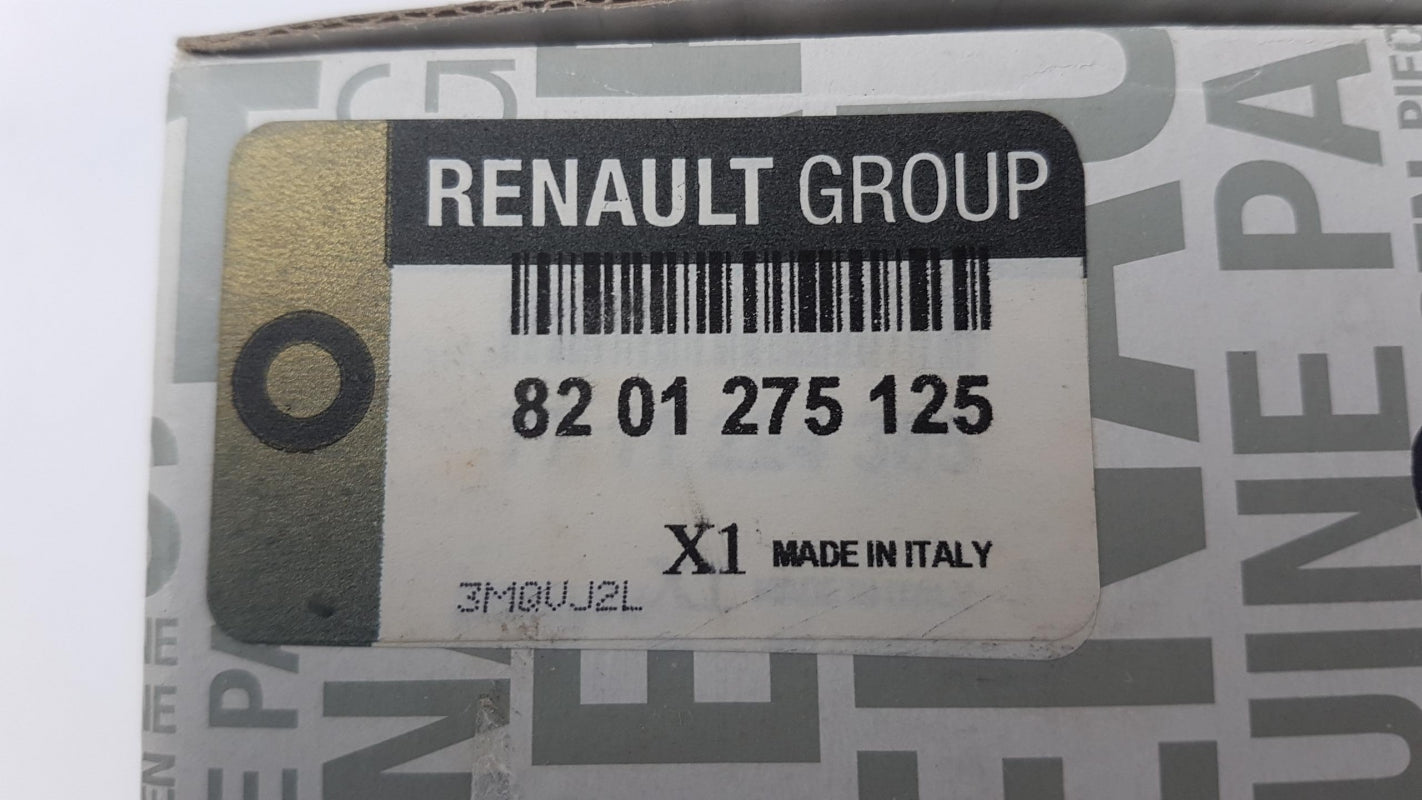 RENAULT GROUP
82 01 275 125
X1 MADE IN ITALY
3MQVJ2L